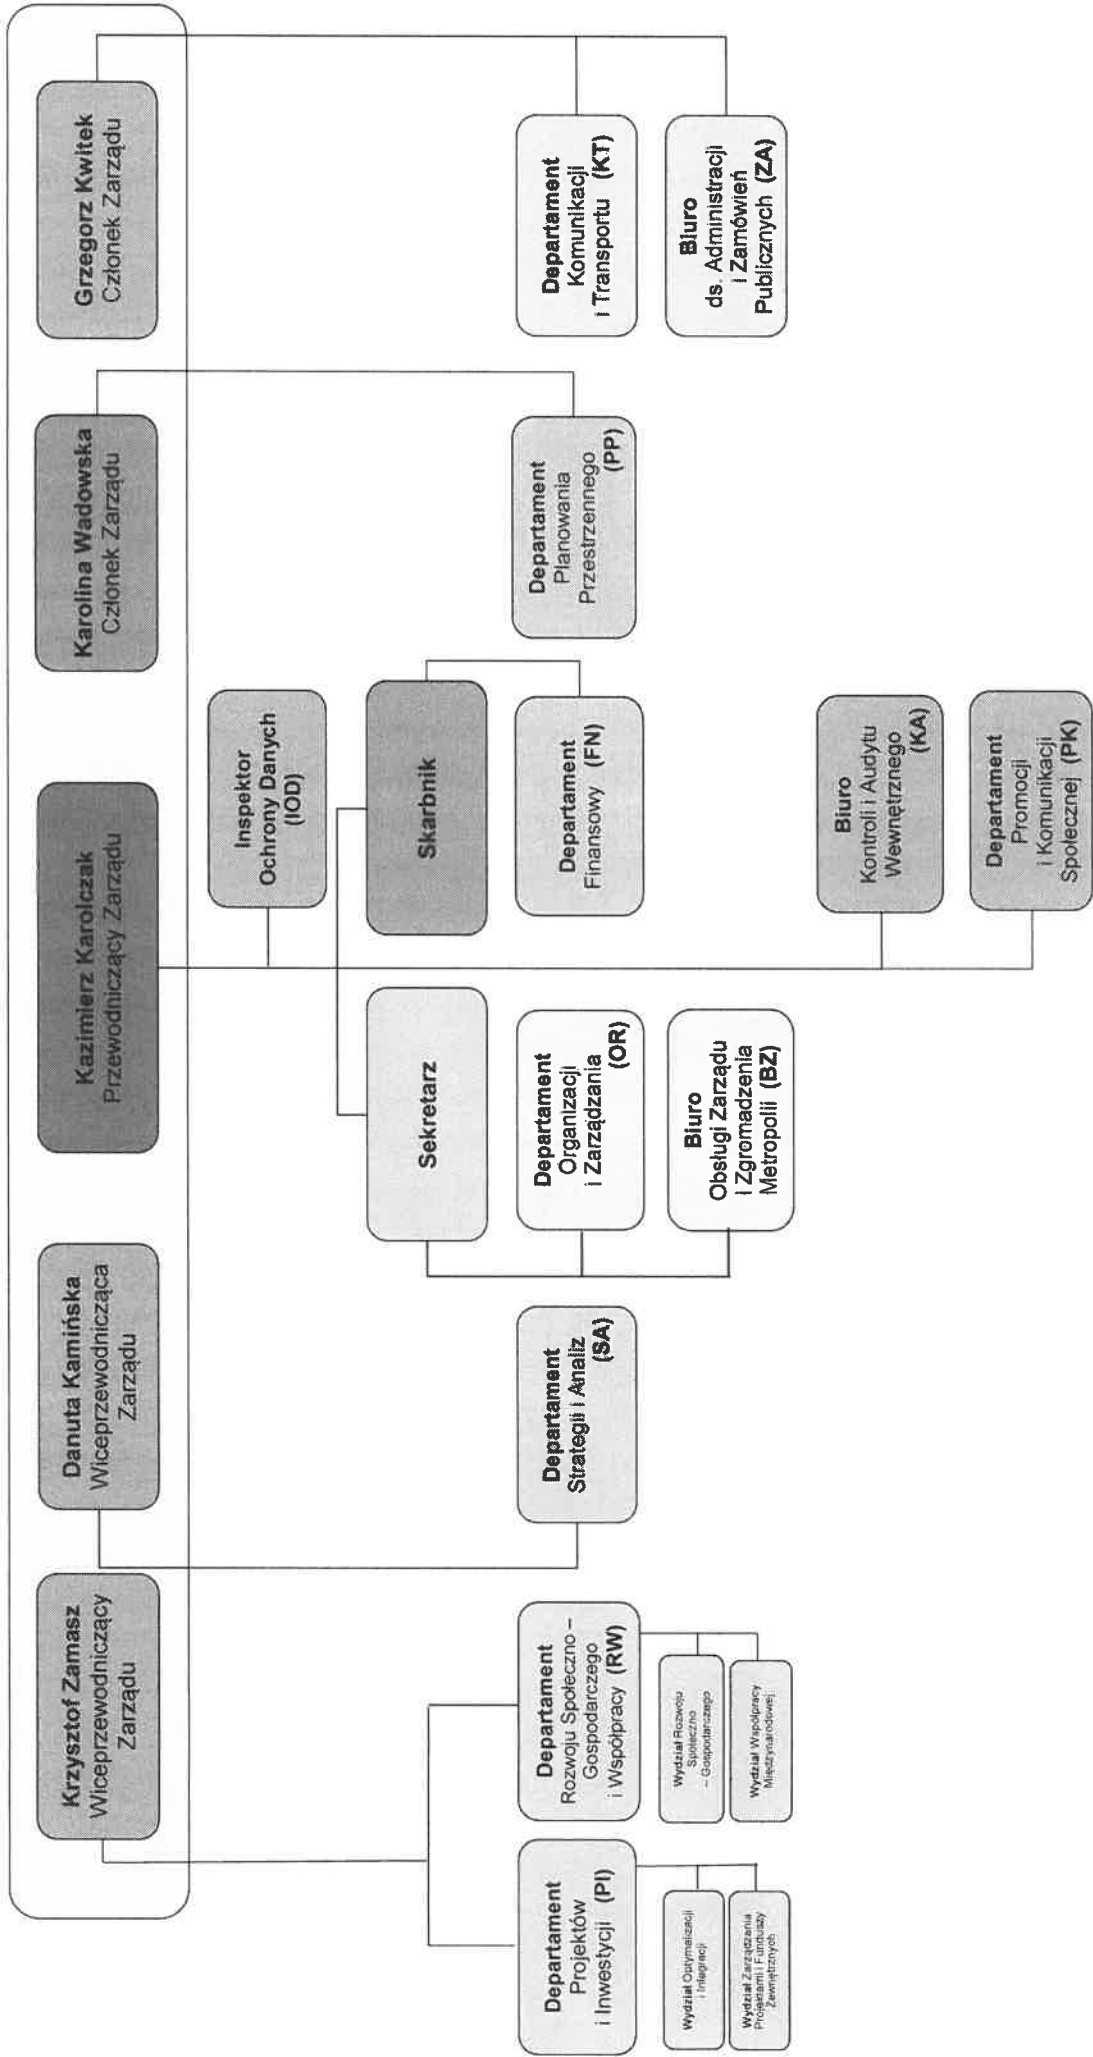 Krzysztof Zamasz
Wiceprzewodniczący
Zarządu
Danuta Kamińska
Wiceprzewodnicząca
Zarządu
Kazimierz Karolczak
Przewodniczący Zarządu
Karolina Wadowska
Członek Zarządu
Grzegorz Kwitek
Członek Zarządu
Inspektor
Ochrony Danych
(IOD)
Sekretarz
Skarbnik
Departament
Projektów
i Inwestycji (PI)
Departament
Rozwoju Społeczno –
Gospodarczego
i Współpracy (RW)
Departament
Strategii i Analiz
(SA)
Departament
Organizacji
i Zarządzania
(OR)
Departament
Finansowy (FN)
Departament
Planowania
Przestrzennego
(PP)
Departament
Komunikacji
i Transportu (KT)
Wydział Optymalizacji
i Integracji
Wydział Zarządzania
Projektami i Funduszy
Zewnętrznych
Wydział Rozwoju
Społeczno
– Gospodarczego
Wydział Współpracy
Międzynarodowej
Biuro
Obsługi Zarządu
i Zgromadzenia
Metropolii (BZ)
Biuro
ds. Administracji
i Zamówień
Publicznych (ZA)
Biuro
Kontroli i Audytu
Wewnętrznego
(KA)
Departament
Promocji
i Komunikacji
Społecznej (PK)